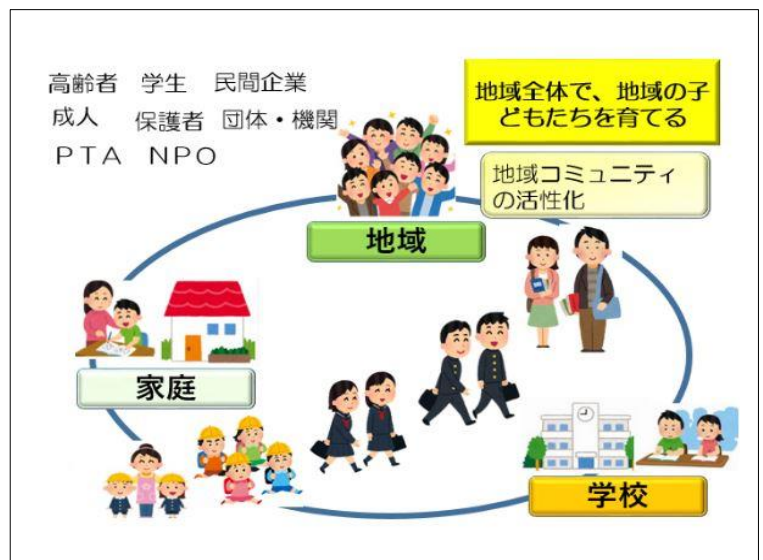 高齢者 学生 民間企業
成人 保護者 団体・機関
PTA NPO
地域全体で、地域の子
どもたちを育てる
地域コミュニティ
の活性化
地域
家庭
学校